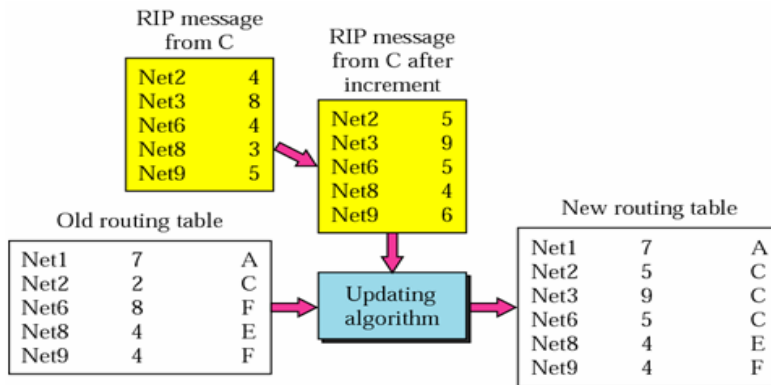 RIP message
from C
Net2 4
Net3 8
Net6 4
Net8 3
Net9 5
RIP message
from C after
increment
Net2 5
Net3 9
Net6 5
Net8 4
Net9 6
Old routing table
Net1 7 A
Net2 2 C
Net6 8 F
Net8 4 E
Net9 4 F
Updating
algorithm
New routing table
Net1 7 A
Net2 5 C
Net3 9 C
Net6 5 C
Net8 4 E
Net9 4 F